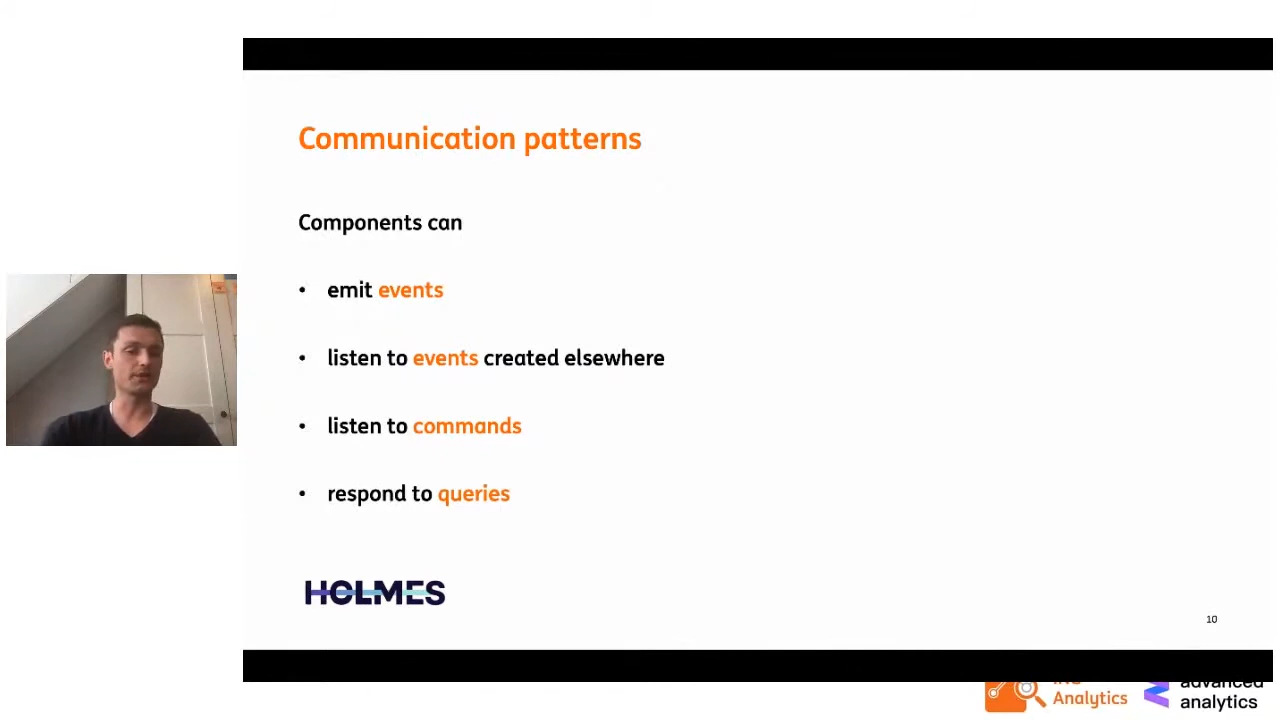 Communication patterns
Components can
• emit events
• listen to events created elsewhere
• listen to commands
• respond to queries
HOLMES
10
ING
Analytics
advanced
analytics